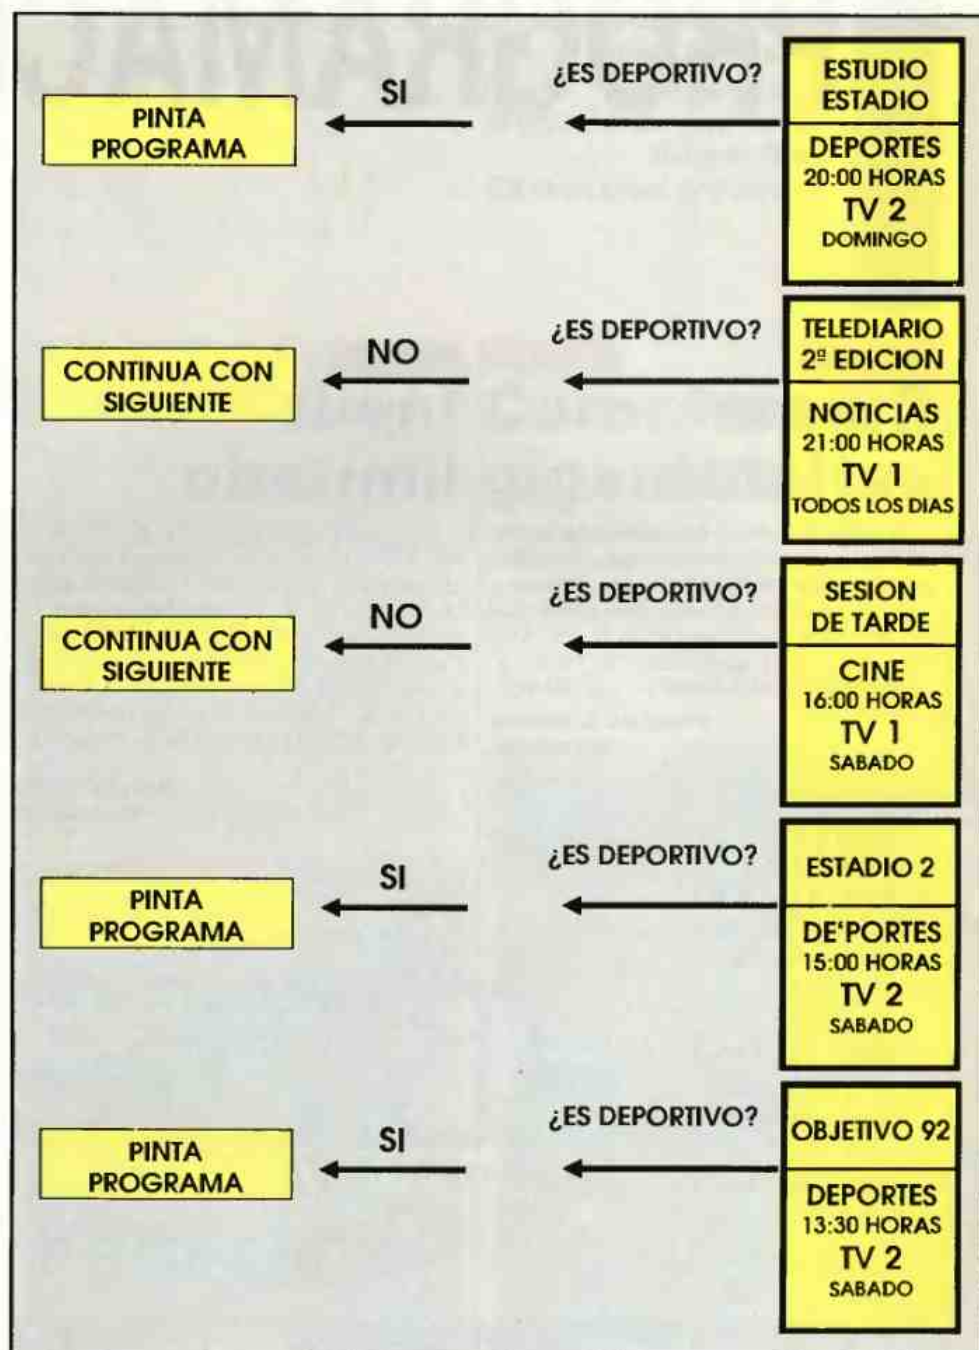 SI
¿ES DEPORTIVO?
ESTUDIO
ESTADIO
PINTA
PROGRAMA
DEPORTES
20:00 HORAS
TV 2
DOMINGO
NO
¿ES DEPORTIVO?
TELEDIARIO
2ª EDICION
CONTINUA CON
SIGUIENTE
NOTICIAS
21:00 HORAS
TV 1
TODOS LOS DIAS
NO
¿ES DEPORTIVO?
SESION
DE TARDE
CONTINUA CON
SIGUIENTE
CINE
16:00 HORAS
TV 1
SABADO
SI
¿ES DEPORTIVO?
ESTADIO 2
PINTA
PROGRAMA
DE'PORTES
15:00 HORAS
TV 2
SABADO
SI
¿ES DEPORTIVO?
OBJETIVO 92
PINTA
PROGRAMA
DEPORTES
13:30 HORAS
TV 2
SABADO